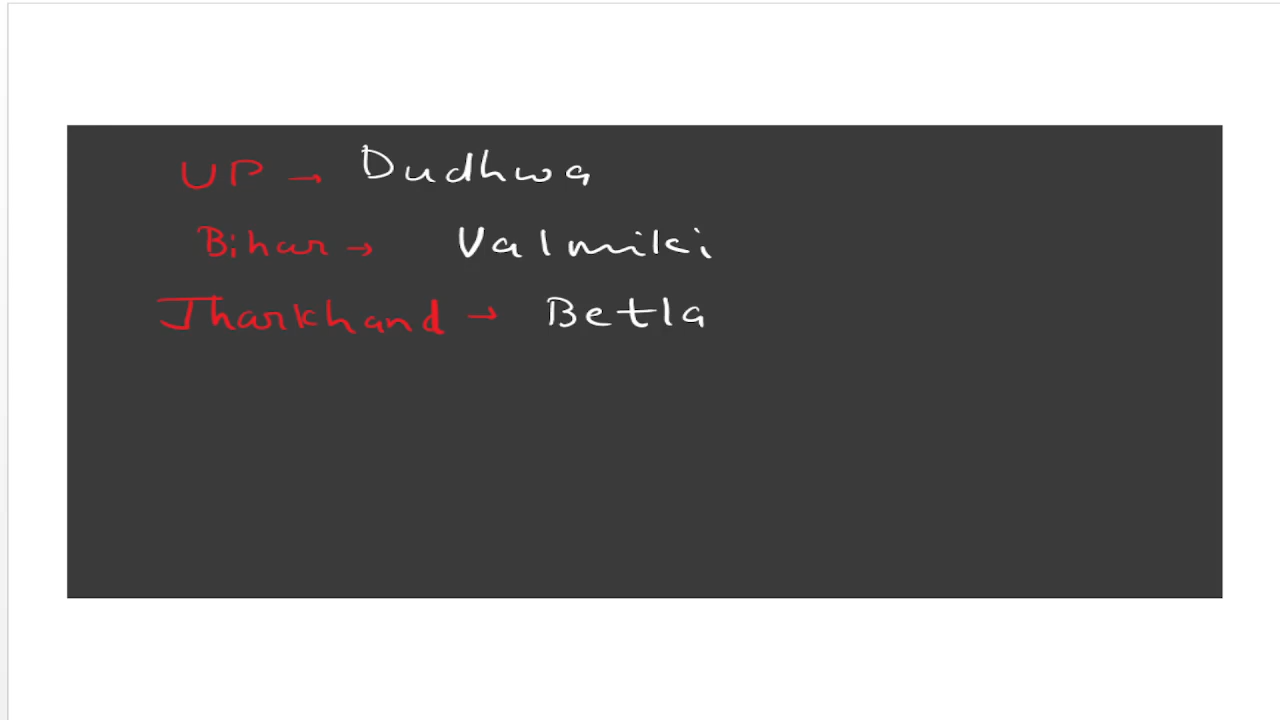 UP → Dudhwa
Bihar → Valmiki
Jharkhand → Betla